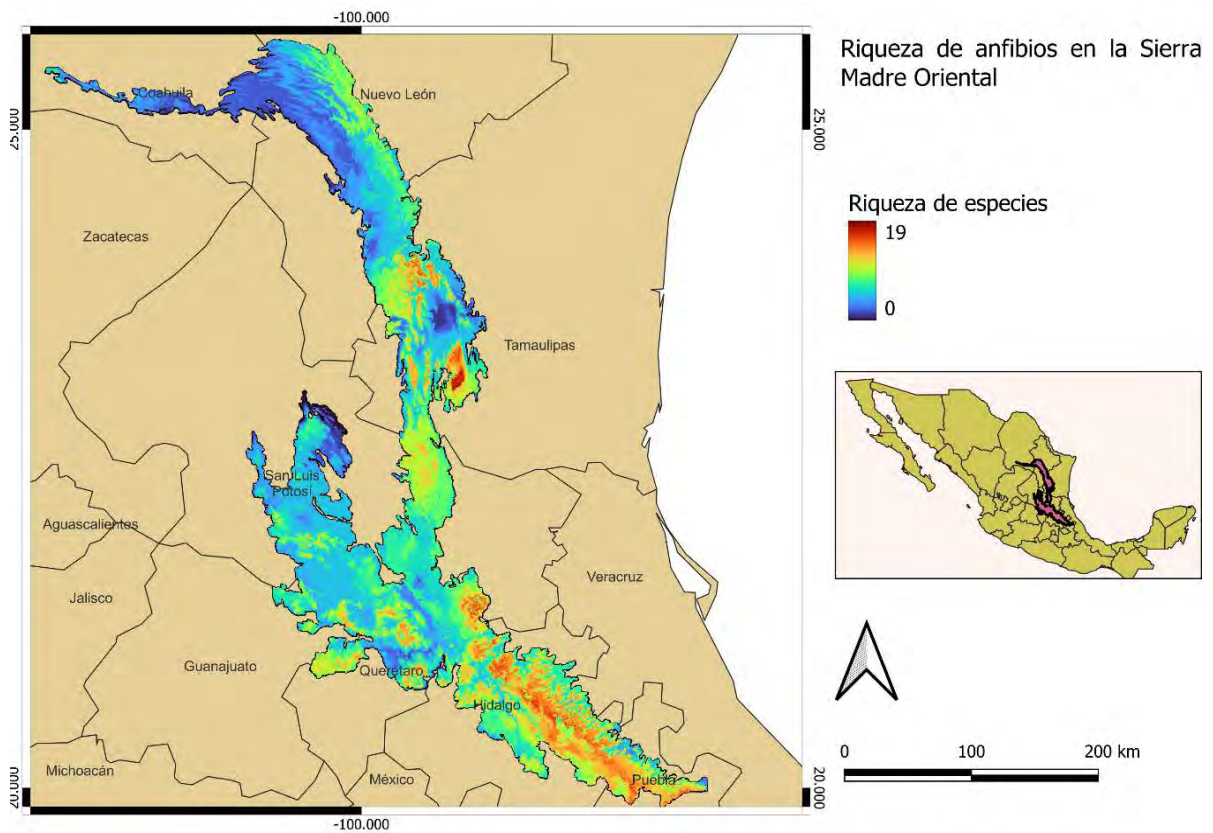 -100.000
Riqueza de anfibios en la Sierra
Madre Oriental
Coahuila
Nuevo León
25.000
25.000
Riqueza de especies
19
0
Zacatecas
Tamaulipas
San Luis
Potosí
Aguascalientes
Veracruz
Jalisco
Guanajuato
Querétaro
Hidalgo
Michoacán
México
Puebla
0
100
200 km
20.000
20.000
-100.000